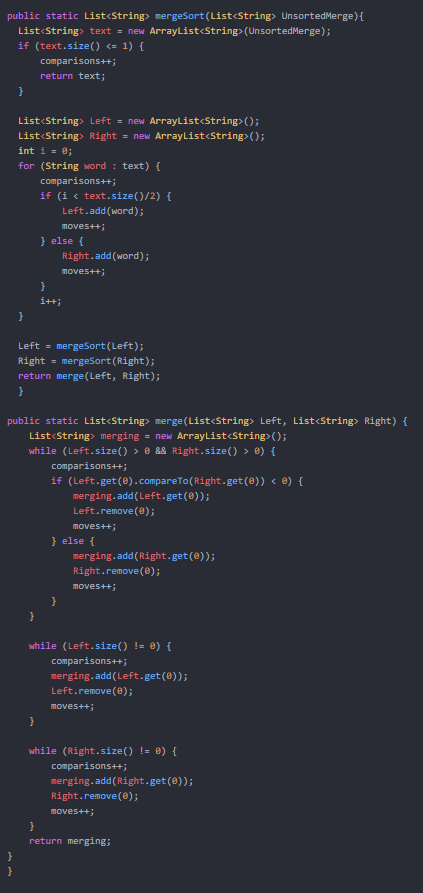 public static List<String> mergeSort(List<String> UnsortedMerge){
  List<String> text = new ArrayList<String>(UnsortedMerge);
  if (text.size() <= 1) {
      comparisons++;
      return text;
  }

  List<String> Left = new ArrayList<String>();
  List<String> Right = new ArrayList<String>();
  int i = 0;
  for (String word : text) {
      comparisons++;
      if (i < text.size()/2) {
          Left.add(word);
          moves++;
      } else {
          Right.add(word);
          moves++;
      }
      i++;
  }

  Left = mergeSort(Left);
  Right = mergeSort(Right);
  return merge(Left, Right);
  }

public static List<String> merge(List<String> Left, List<String> Right) {
    List<String> merging = new ArrayList<String>();
    while (Left.size() > 0 && Right.size() > 0) {
        comparisons++;
        if (Left.get(0).compareTo(Right.get(0)) < 0) {
            merging.add(Left.get(0));
            Left.remove(0);
            moves++;
        } else {
            merging.add(Right.get(0));
            Right.remove(0);
            moves++;
        }
    }

    while (Left.size() != 0) {
        comparisons++;
        merging.add(Left.get(0));
        Left.remove(0);
        moves++;
    }

    while (Right.size() != 0) {
        comparisons++;
        merging.add(Right.get(0));
        Right.remove(0);
        moves++;
    }
    return merging;
}
}